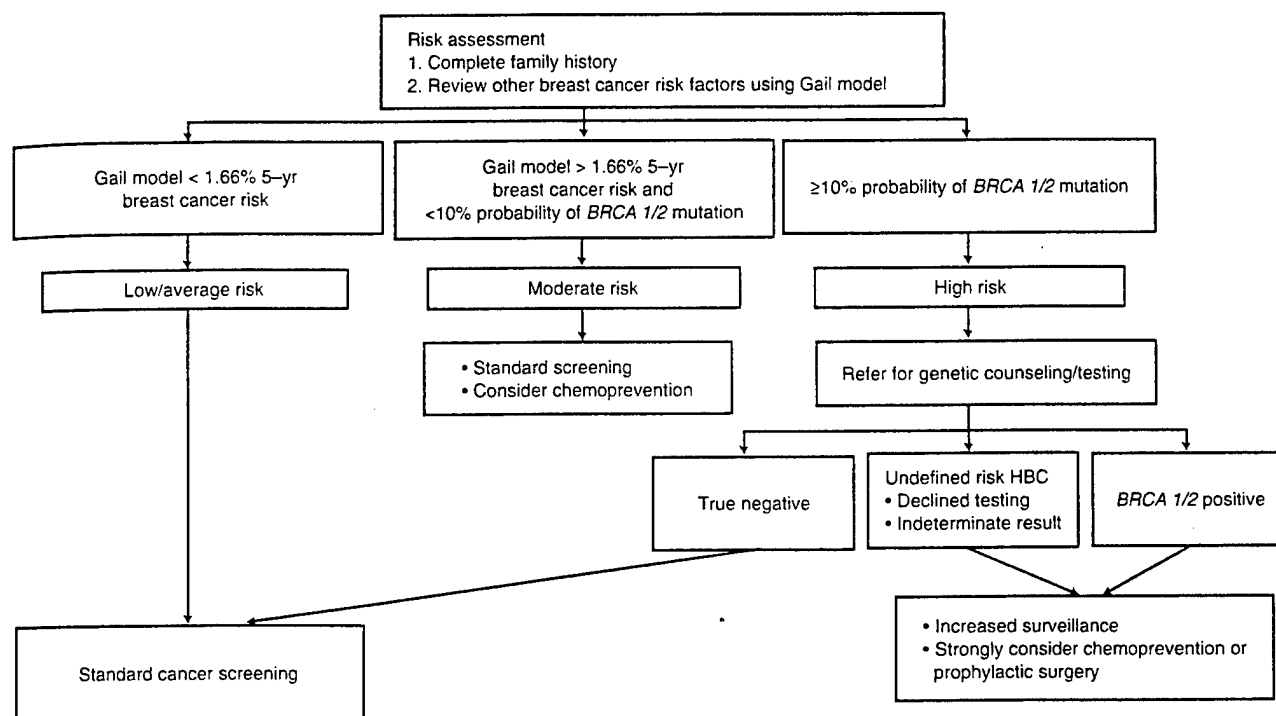 Risk assessment
1. Complete family history
2. Review other breast cancer risk factors using Gail model
Gail model < 1.66% 5–yr
breast cancer risk
Gail model > 1.66% 5–yr
breast cancer risk and
<10% probability of BRCA 1/2 mutation
≥10% probability of BRCA 1/2 mutation
Low/average risk
Moderate risk
High risk
• Standard screening
• Consider chemoprevention
Refer for genetic counseling/testing
True negative
Undefined risk HBC
• Declined testing
• Indeterminate result
BRCA 1/2 positive
Standard cancer screening
• Increased surveillance
• Strongly consider chemoprevention or
prophylactic surgery